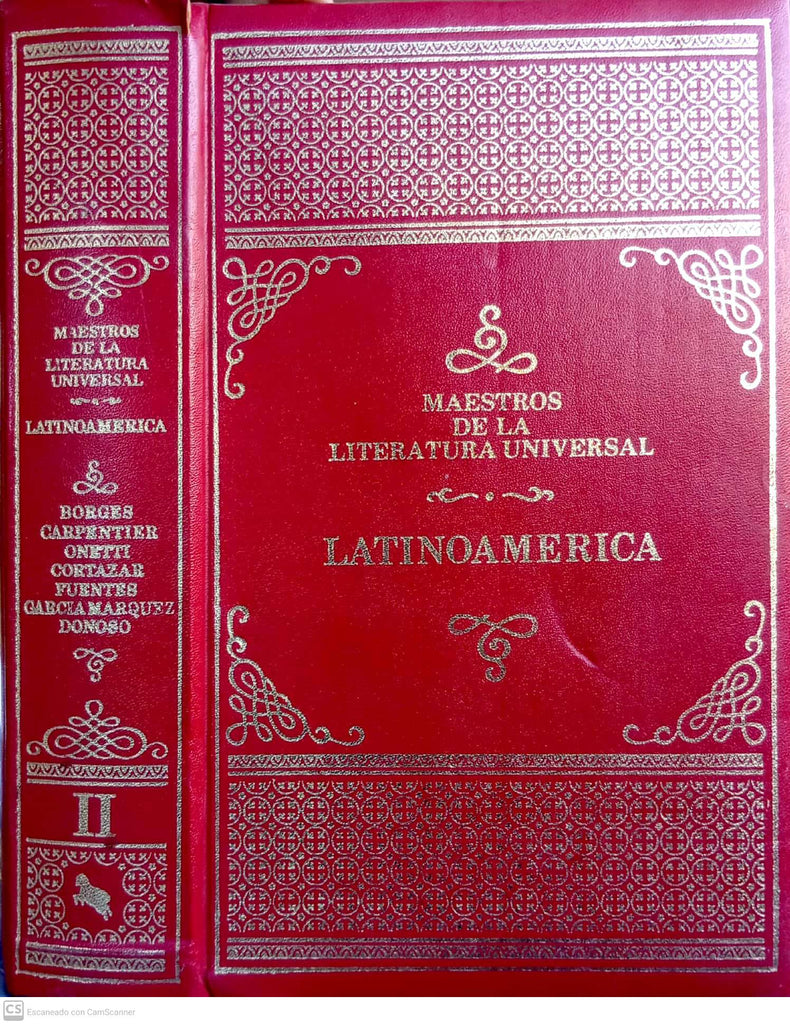 MAESTROS
DE LA
LITERATURA
UNIVERSAL
LATINOAMERICA
BORGES
CARPENTIER
ONETTI
CORTAZAR
FUENTES
GARCIA MARQUEZ
DONOSO
II
MAESTROS
DE LA
LITERATURA UNIVERSAL
LATINOAMERICA
CS Escaneado con CamScanner